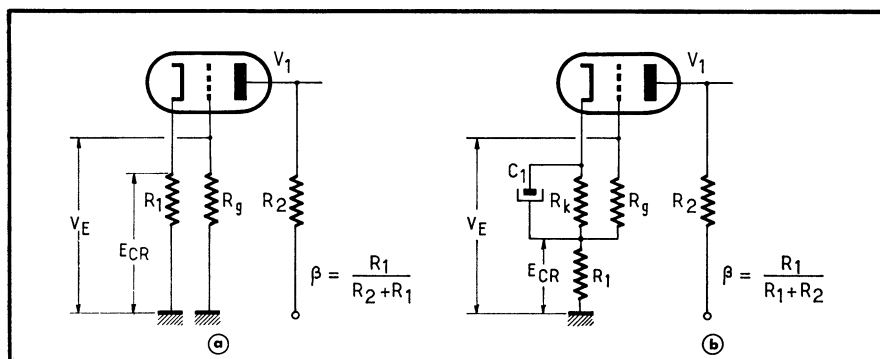 V1
VE
ECR
R1
Rg
R2
β = R1 / R2+R1
a
V1
VE
C1
Rk
Rg
R2
ECR
R1
β = R1 / R1+R2
b